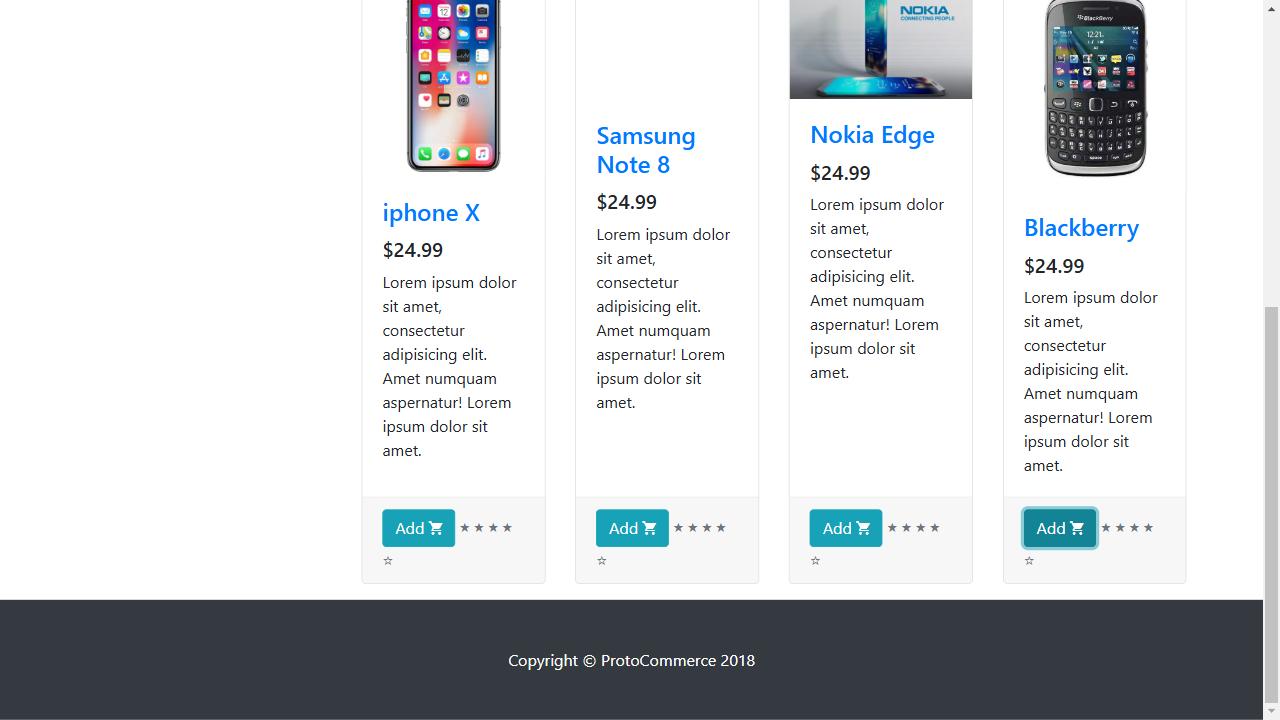 iphone X
$24.99
Lorem ipsum dolor
sit amet,
consectetur
adipisicing elit.
Amet numquam
aspernatur! Lorem
ipsum dolor sit
amet.
Add ★ ★ ★ ★
☆
Samsung
Note 8
$24.99
Lorem ipsum dolor
sit amet,
consectetur
adipisicing elit.
Amet numquam
aspernatur! Lorem
ipsum dolor sit
amet.
Add ★ ★ ★ ★
☆
NOKIA
CONNECTING PEOPLE
Nokia Edge
$24.99
Lorem ipsum dolor
sit amet,
consectetur
adipisicing elit.
Amet numquam
aspernatur! Lorem
ipsum dolor sit
amet.
Add ★ ★ ★ ★
☆
BlackBerry
Blackberry
$24.99
Lorem ipsum dolor
sit amet,
consectetur
adipisicing elit.
Amet numquam
aspernatur! Lorem
ipsum dolor sit
amet.
Add ★ ★ ★ ★
☆
Copyright © ProtoCommerce 2018